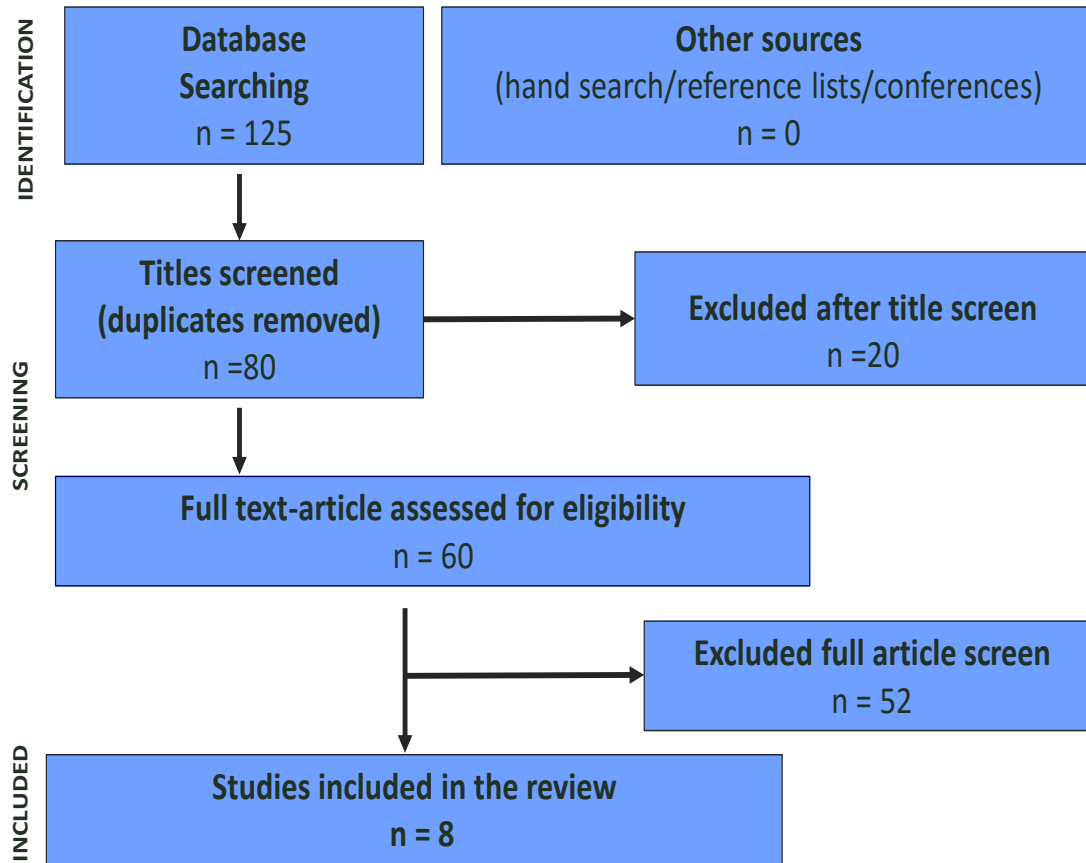 IDENTIFICATION
Database
Searching
n = 125
Other sources
(hand search/reference lists/conferences)
n = 0
SCREENING
Titles screened
(duplicates removed)
n =80
Excluded after title screen
n =20
Full text-article assessed for eligibility
n = 60
Excluded full article screen
n = 52
INCLUDED
Studies included in the review
n = 8